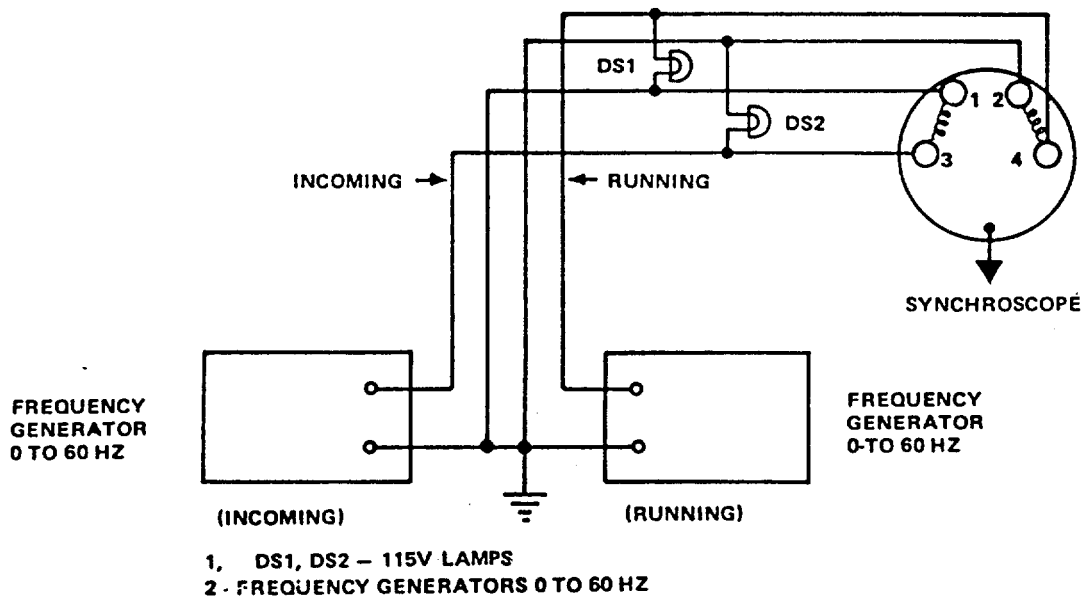 DS1
1 2
DS2
3 4
INCOMING
RUNNING
SYNCHROSCOPE
FREQUENCY
GENERATOR
0 TO 60 HZ
FREQUENCY
GENERATOR
0-TO 60 HZ
(INCOMING)
(RUNNING)
1, DS1, DS2 – 115V LAMPS
2 - FREQUENCY GENERATORS 0 TO 60 HZ